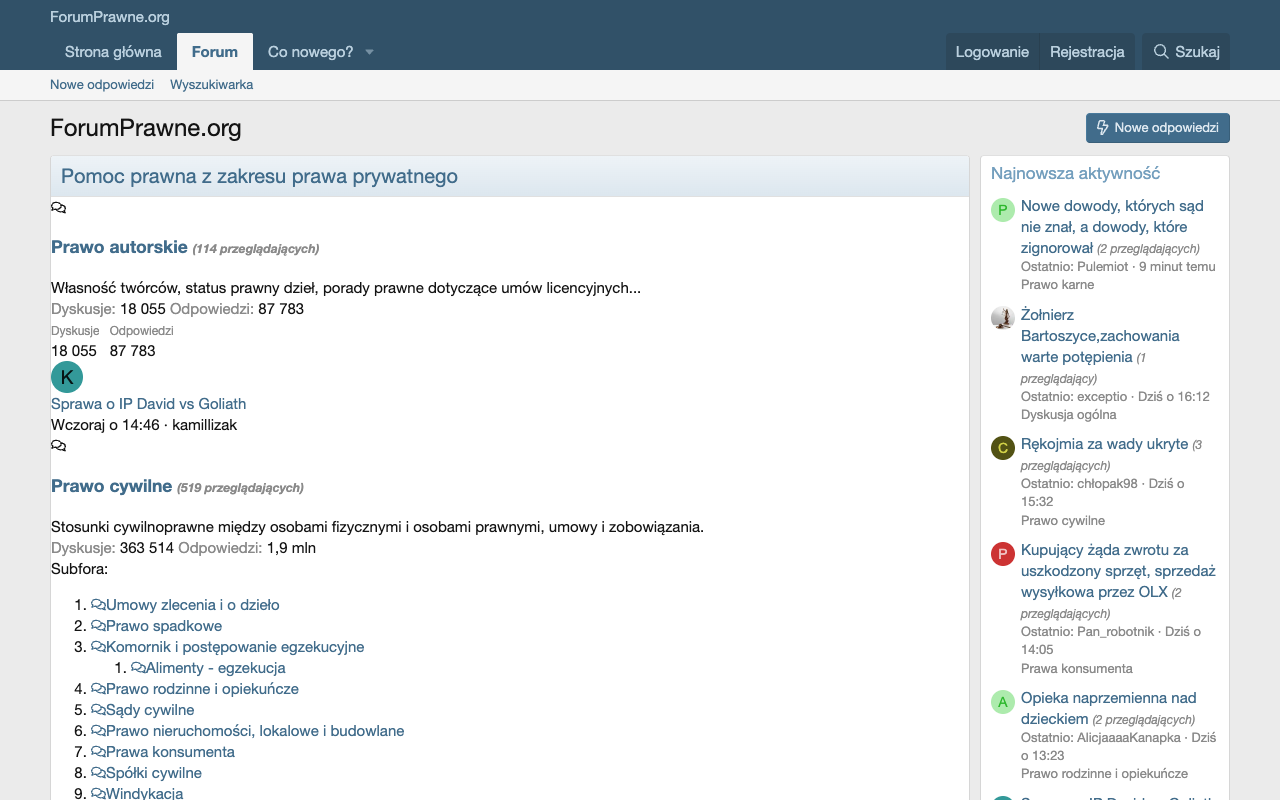 ForumPrawne.org
Strona główna
Forum
Co nowego?
Logowanie
Rejestracja
Szukaj
Nowe odpowiedzi
Wyszukiwarka
ForumPrawne.org
Nowe odpowiedzi
Pomoc prawna z zakresu prawa prywatnego
Prawo autorskie (114 przeglądających)
Własność twórców, status prawny dzieł, porady prawne dotyczące umów licencyjnych...
Dyskusje: 18 055 Odpowiedzi: 87 783
Dyskusje Odpowiedzi
18 055 87 783
K
Sprawa o IP David vs Goliath
Wczoraj o 14:46 · kamillizak
Prawo cywilne (519 przeglądających)
Stosunki cywilnoprawne między osobami fizycznymi i osobami prawnymi, umowy i zobowiązania.
Dyskusje: 363 514 Odpowiedzi: 1,9 mln
Subfora:
1. Umowy zlecenia i o dzieło
2. Prawo spadkowe
3. Komornik i postępowanie egzekucyjne
1. Alimenty - egzekucja
4. Prawo rodzinne i opiekuńcze
5. Sądy cywilne
6. Prawo nieruchomości, lokalowe i budowlane
7. Prawa konsumenta
8. Spółki cywilne
9. Windykacja
Najnowsza aktywność
P
Nowe dowody, których sąd
nie znał, a dowody, które
zignorował (2 przeglądających)
Ostatnio: Pulemiot · 9 minut temu
Prawo karne
Żołnierz
Bartoszyce,zachowania
warte potępienia (1
przeglądający)
Ostatnio: exceptio · Dziś o 16:12
Dyskusja ogólna
C
Rękojmia za wady ukryte (3
przeglądających)
Ostatnio: chłopak98 · Dziś o
15:32
Prawo cywilne
P
Kupujący żąda zwrotu za
uszkodzony sprzęt, sprzedaż
wysyłkowa przez OLX (2
przeglądających)
Ostatnio: Pan_robotnik · Dziś o
14:05
Prawa konsumenta
A
Opieka naprzemienna nad
dzieckiem (2 przeglądających)
Ostatnio: AlicjaaaaKanapka · Dziś
o 13:23
Prawo rodzinne i opiekuńcze
Sprawa o IP David vs Goliath